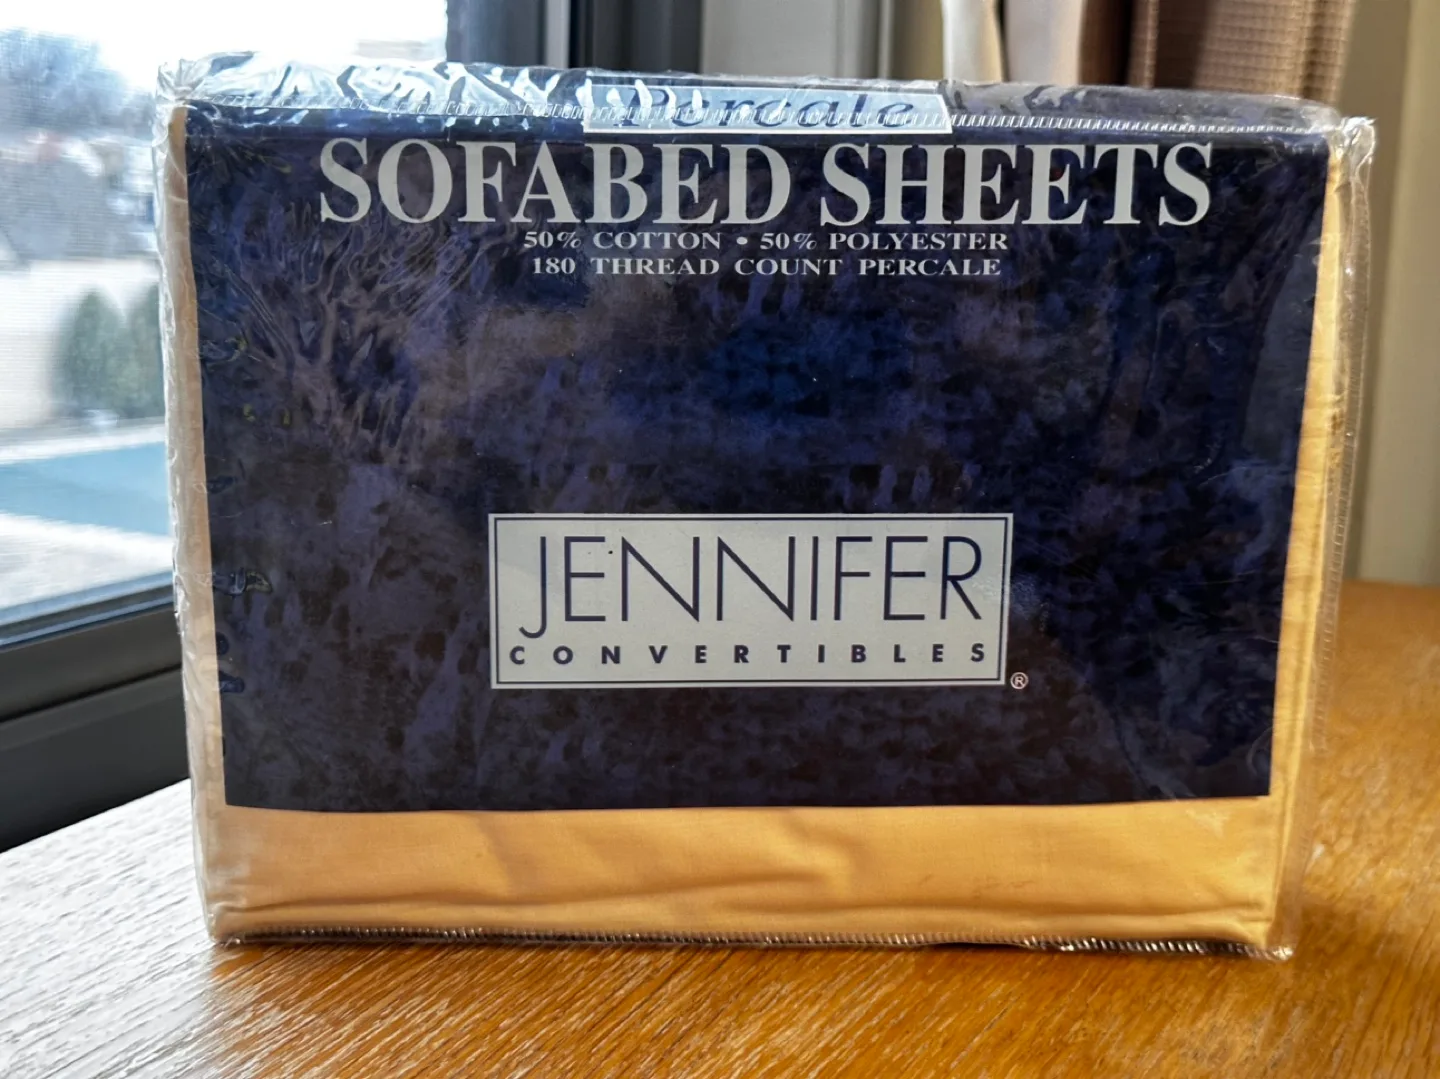 Percale
SOFABED SHEETS
50% COTTON • 50% POLYESTER
180 THREAD COUNT PERCALE
JENNIFER
CONVERTIBLES
®